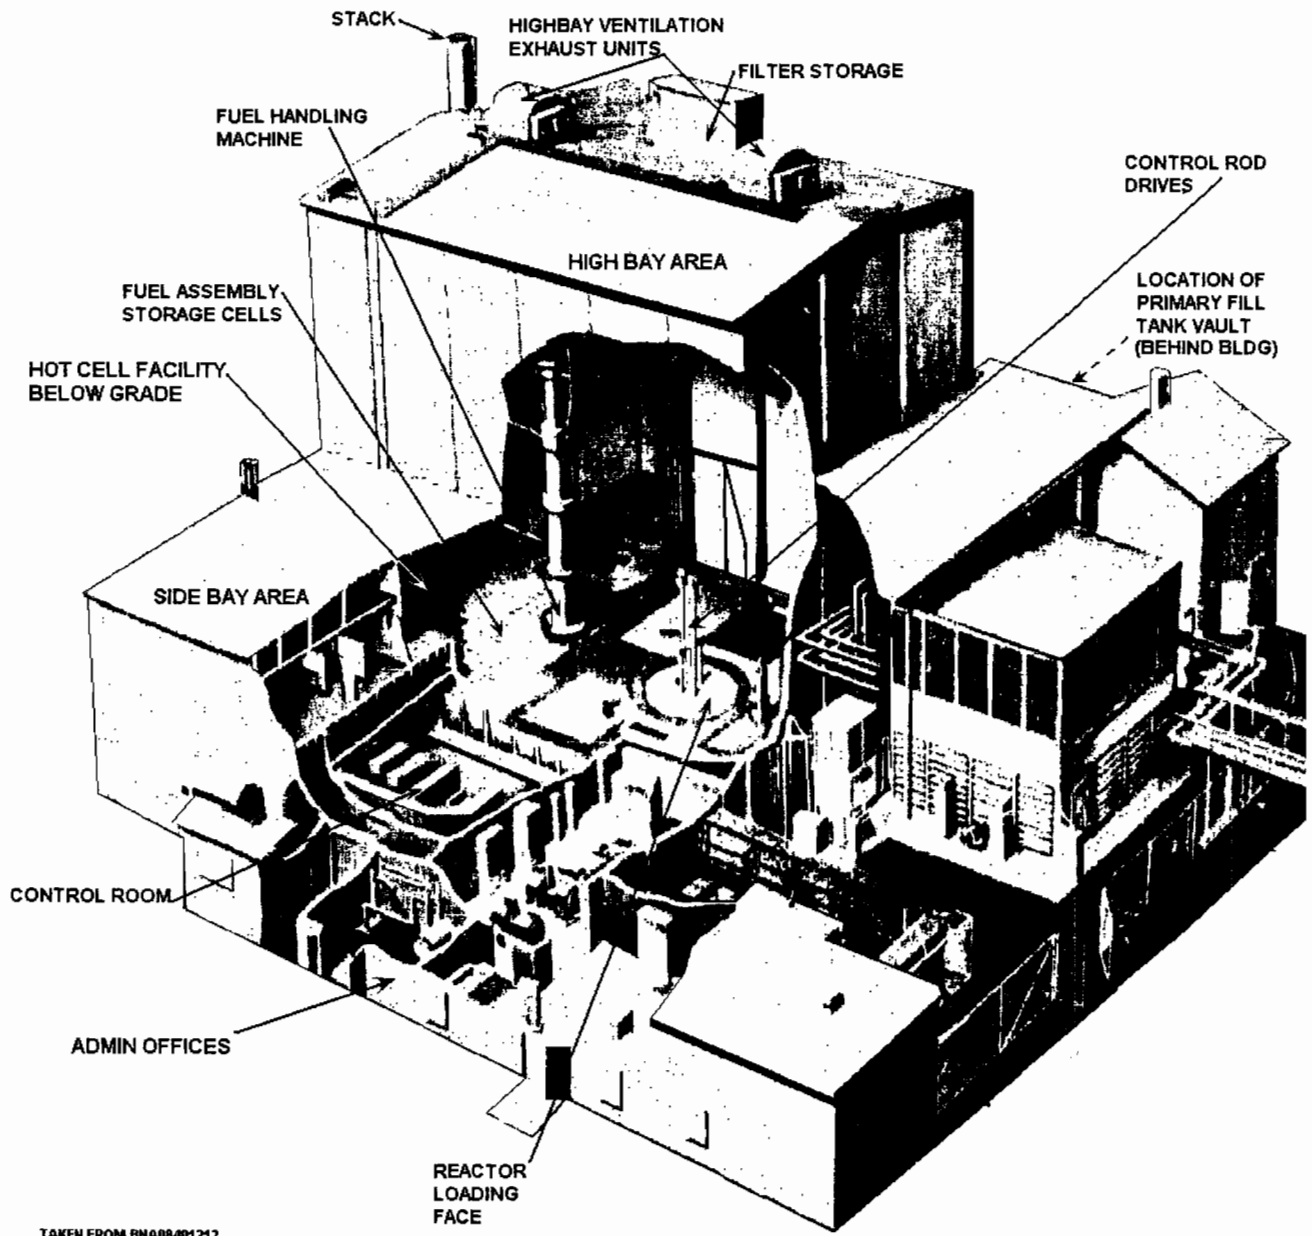 STACK
HIGHBAY VENTILATION
EXHAUST UNITS
FILTER STORAGE
FUEL HANDLING
MACHINE
CONTROL ROD
DRIVES
HIGH BAY AREA
LOCATION OF
PRIMARY FILL
TANK VAULT
(BEHIND BLDG)
FUEL ASSEMBLY
STORAGE CELLS
HOT CELL FACILITY
BELOW GRADE
SIDE BAY AREA
CONTROL ROOM
ADMIN OFFICES
REACTOR
LOADING
FACE
TAKEN FROM